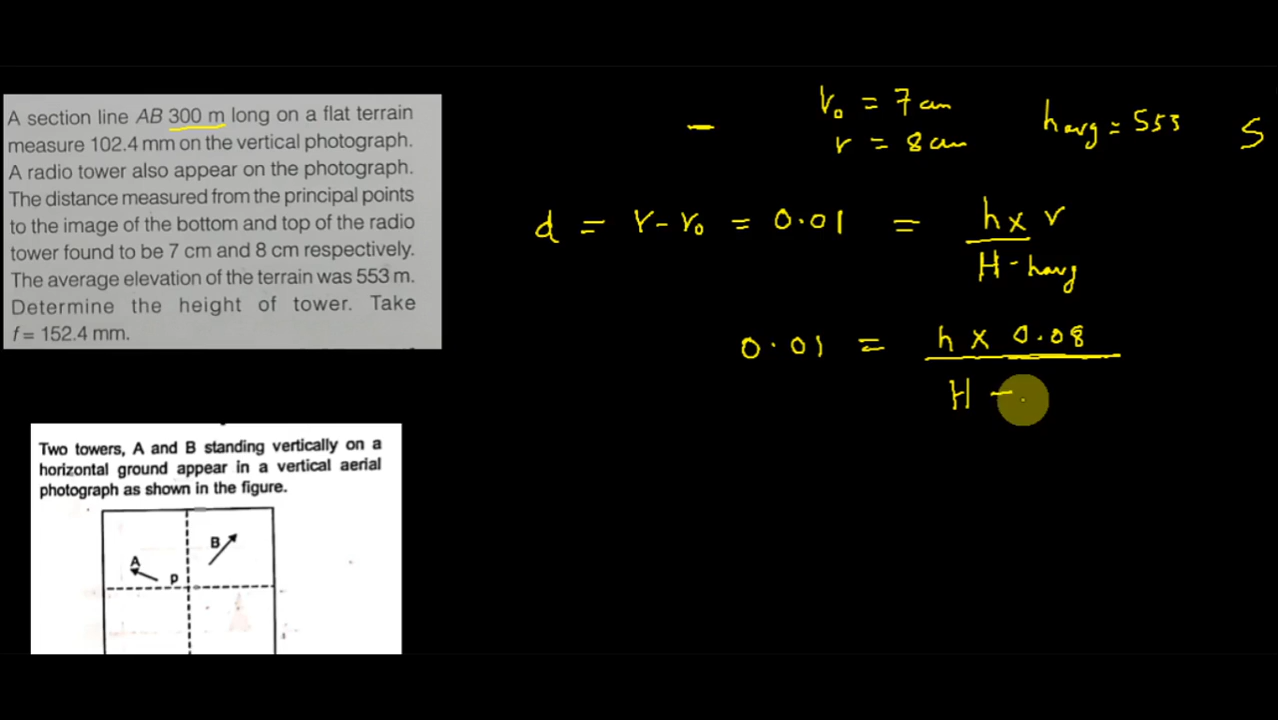 A section line AB 300 m long on a flat terrain
measure 102.4 mm on the vertical photograph.
A radio tower also appear on the photograph.
The distance measured from the principal points
to the image of the bottom and top of the radio
tower found to be 7 cm and 8 cm respectively.
The average elevation of the terrain was 553 m.
Determine the height of tower. Take
f = 152.4 mm.
r₀ = 7 cm
r = 8 cm
h avg = 553
S
d = r - r₀ = 0.01 = h x r
H - h avg
0.01 = h x 0.08
H -
Two towers, A and B standing vertically on a
horizontal ground appear in a vertical aerial
photograph as shown in the figure.
B
A
p